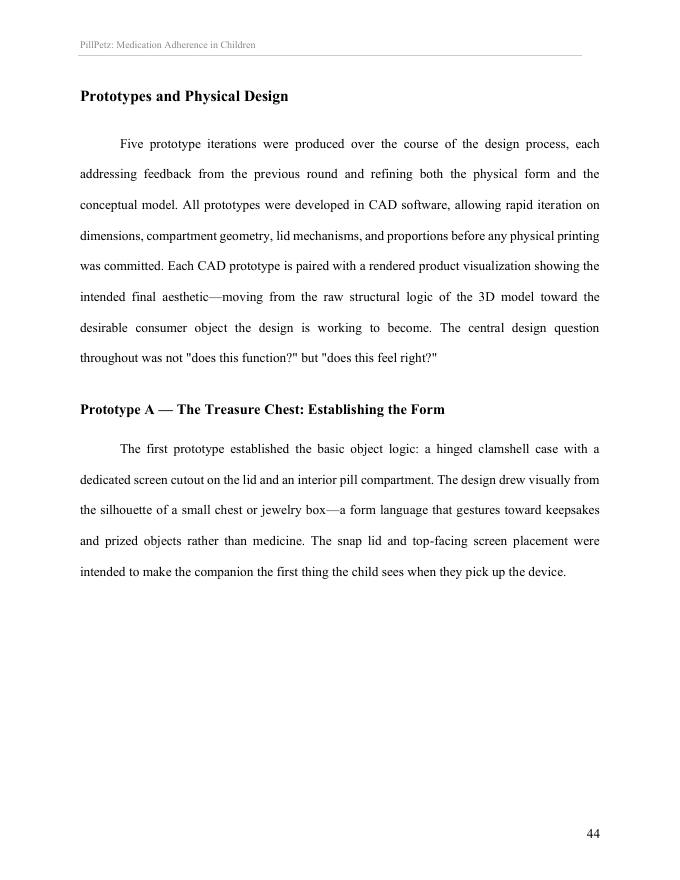 PillPetz: Medication Adherence in Children
Prototypes and Physical Design
Five prototype iterations were produced over the course of the design process, each
addressing feedback from the previous round and refining both the physical form and the
conceptual model. All prototypes were developed in CAD software, allowing rapid iteration on
dimensions, compartment geometry, lid mechanisms, and proportions before any physical printing
was committed. Each CAD prototype is paired with a rendered product visualization showing the
intended final aesthetic—moving from the raw structural logic of the 3D model toward the
desirable consumer object the design is working to become. The central design question
throughout was not "does this function?" but "does this feel right?"
Prototype A — The Treasure Chest: Establishing the Form
The first prototype established the basic object logic: a hinged clamshell case with a
dedicated screen cutout on the lid and an interior pill compartment. The design drew visually from
the silhouette of a small chest or jewelry box—a form language that gestures toward keepsakes
and prized objects rather than medicine. The snap lid and top-facing screen placement were
intended to make the companion the first thing the child sees when they pick up the device.
44